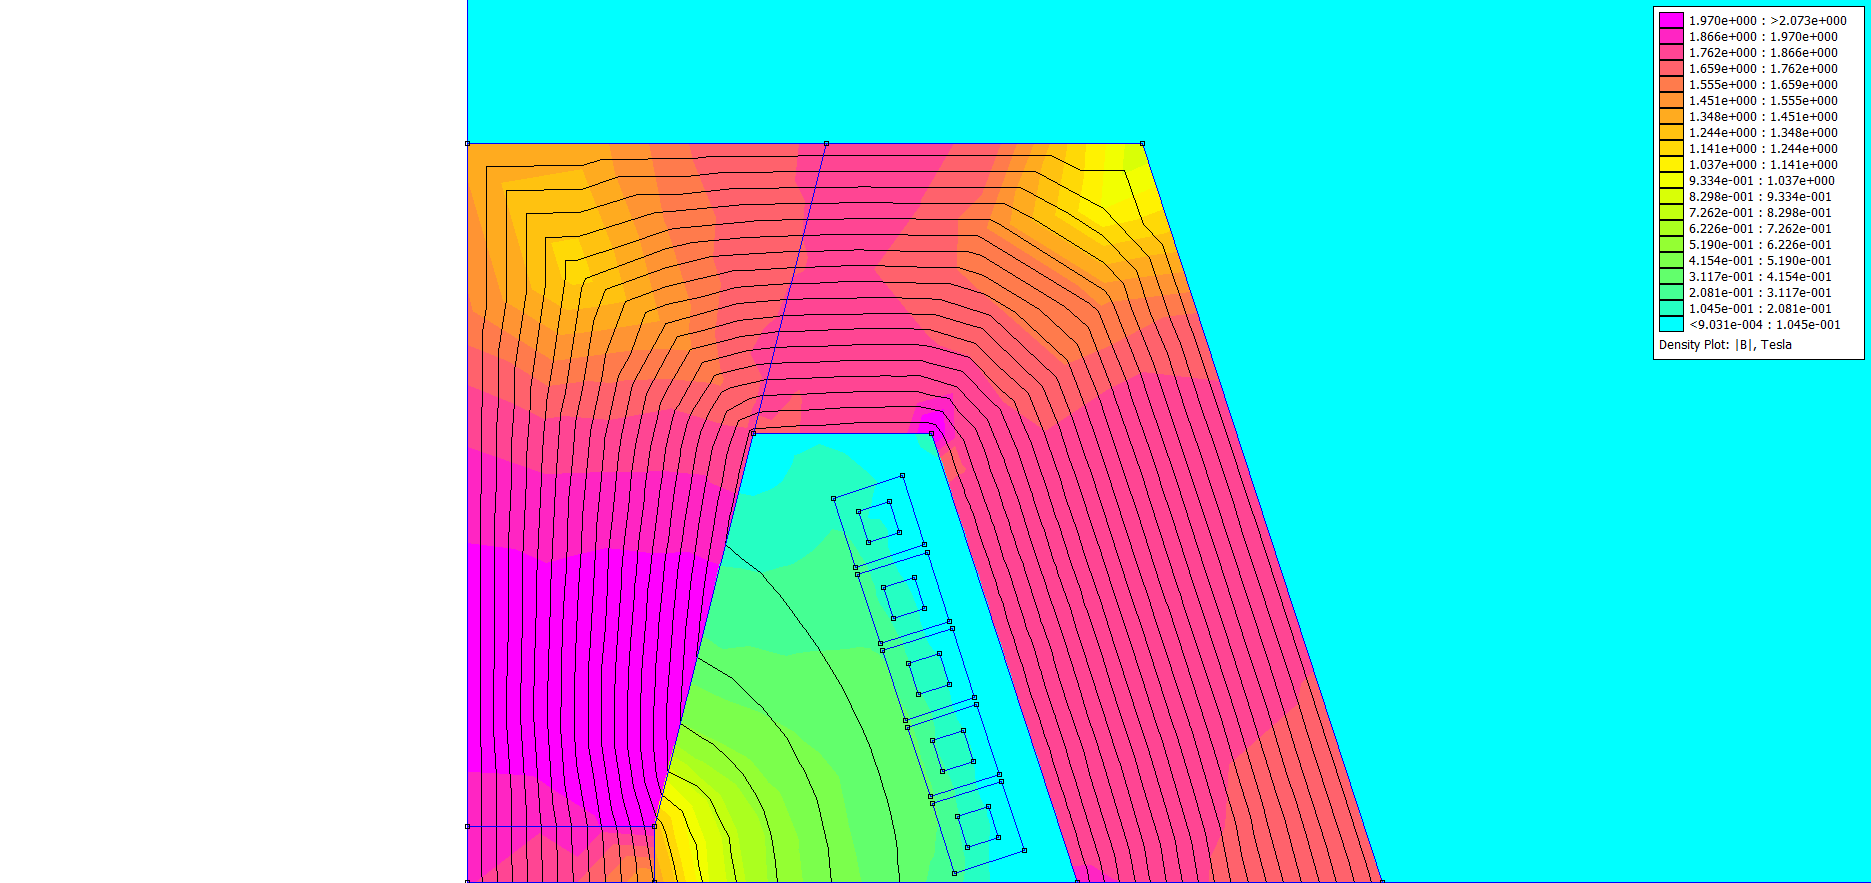 1.970e+000 : >2.073e+000
1.866e+000 : 1.970e+000
1.762e+000 : 1.866e+000
1.659e+000 : 1.762e+000
1.555e+000 : 1.659e+000
1.451e+000 : 1.555e+000
1.348e+000 : 1.451e+000
1.244e+000 : 1.348e+000
1.141e+000 : 1.244e+000
1.037e+000 : 1.141e+000
9.334e-001 : 1.037e+000
8.298e-001 : 9.334e-001
7.262e-001 : 8.298e-001
6.226e-001 : 7.262e-001
5.190e-001 : 6.226e-001
4.154e-001 : 5.190e-001
3.117e-001 : 4.154e-001
2.081e-001 : 3.117e-001
1.045e-001 : 2.081e-001
<9.031e-004 : 1.045e-001
Density Plot: |B|, Tesla